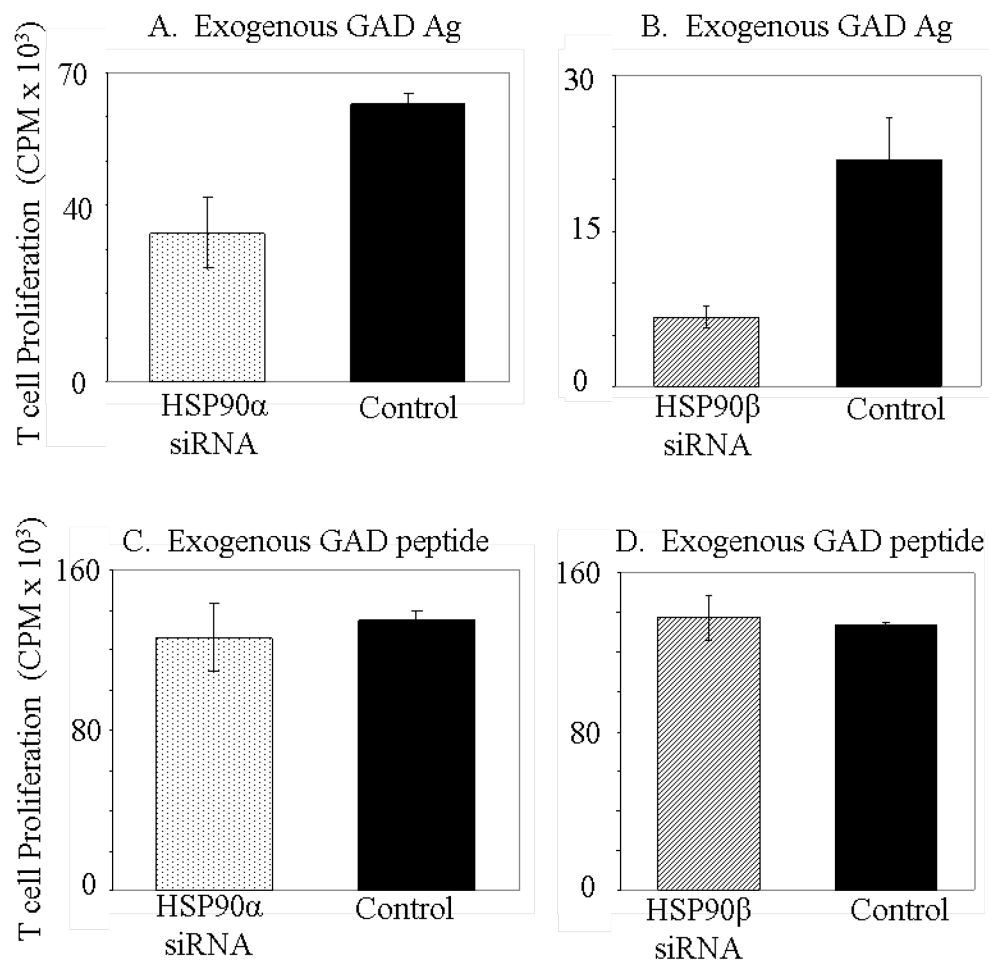 A. Exogenous GAD Ag
T cell Proliferation (CPM x 10³)
70
40
0
HSP90α
siRNA
Control
B. Exogenous GAD Ag
30
15
0
HSP90β
siRNA
Control
C. Exogenous GAD peptide
T cell Proliferation (CPM x 10³)
160
80
0
HSP90α
siRNA
Control
D. Exogenous GAD peptide
160
80
0
HSP90β
siRNA
Control